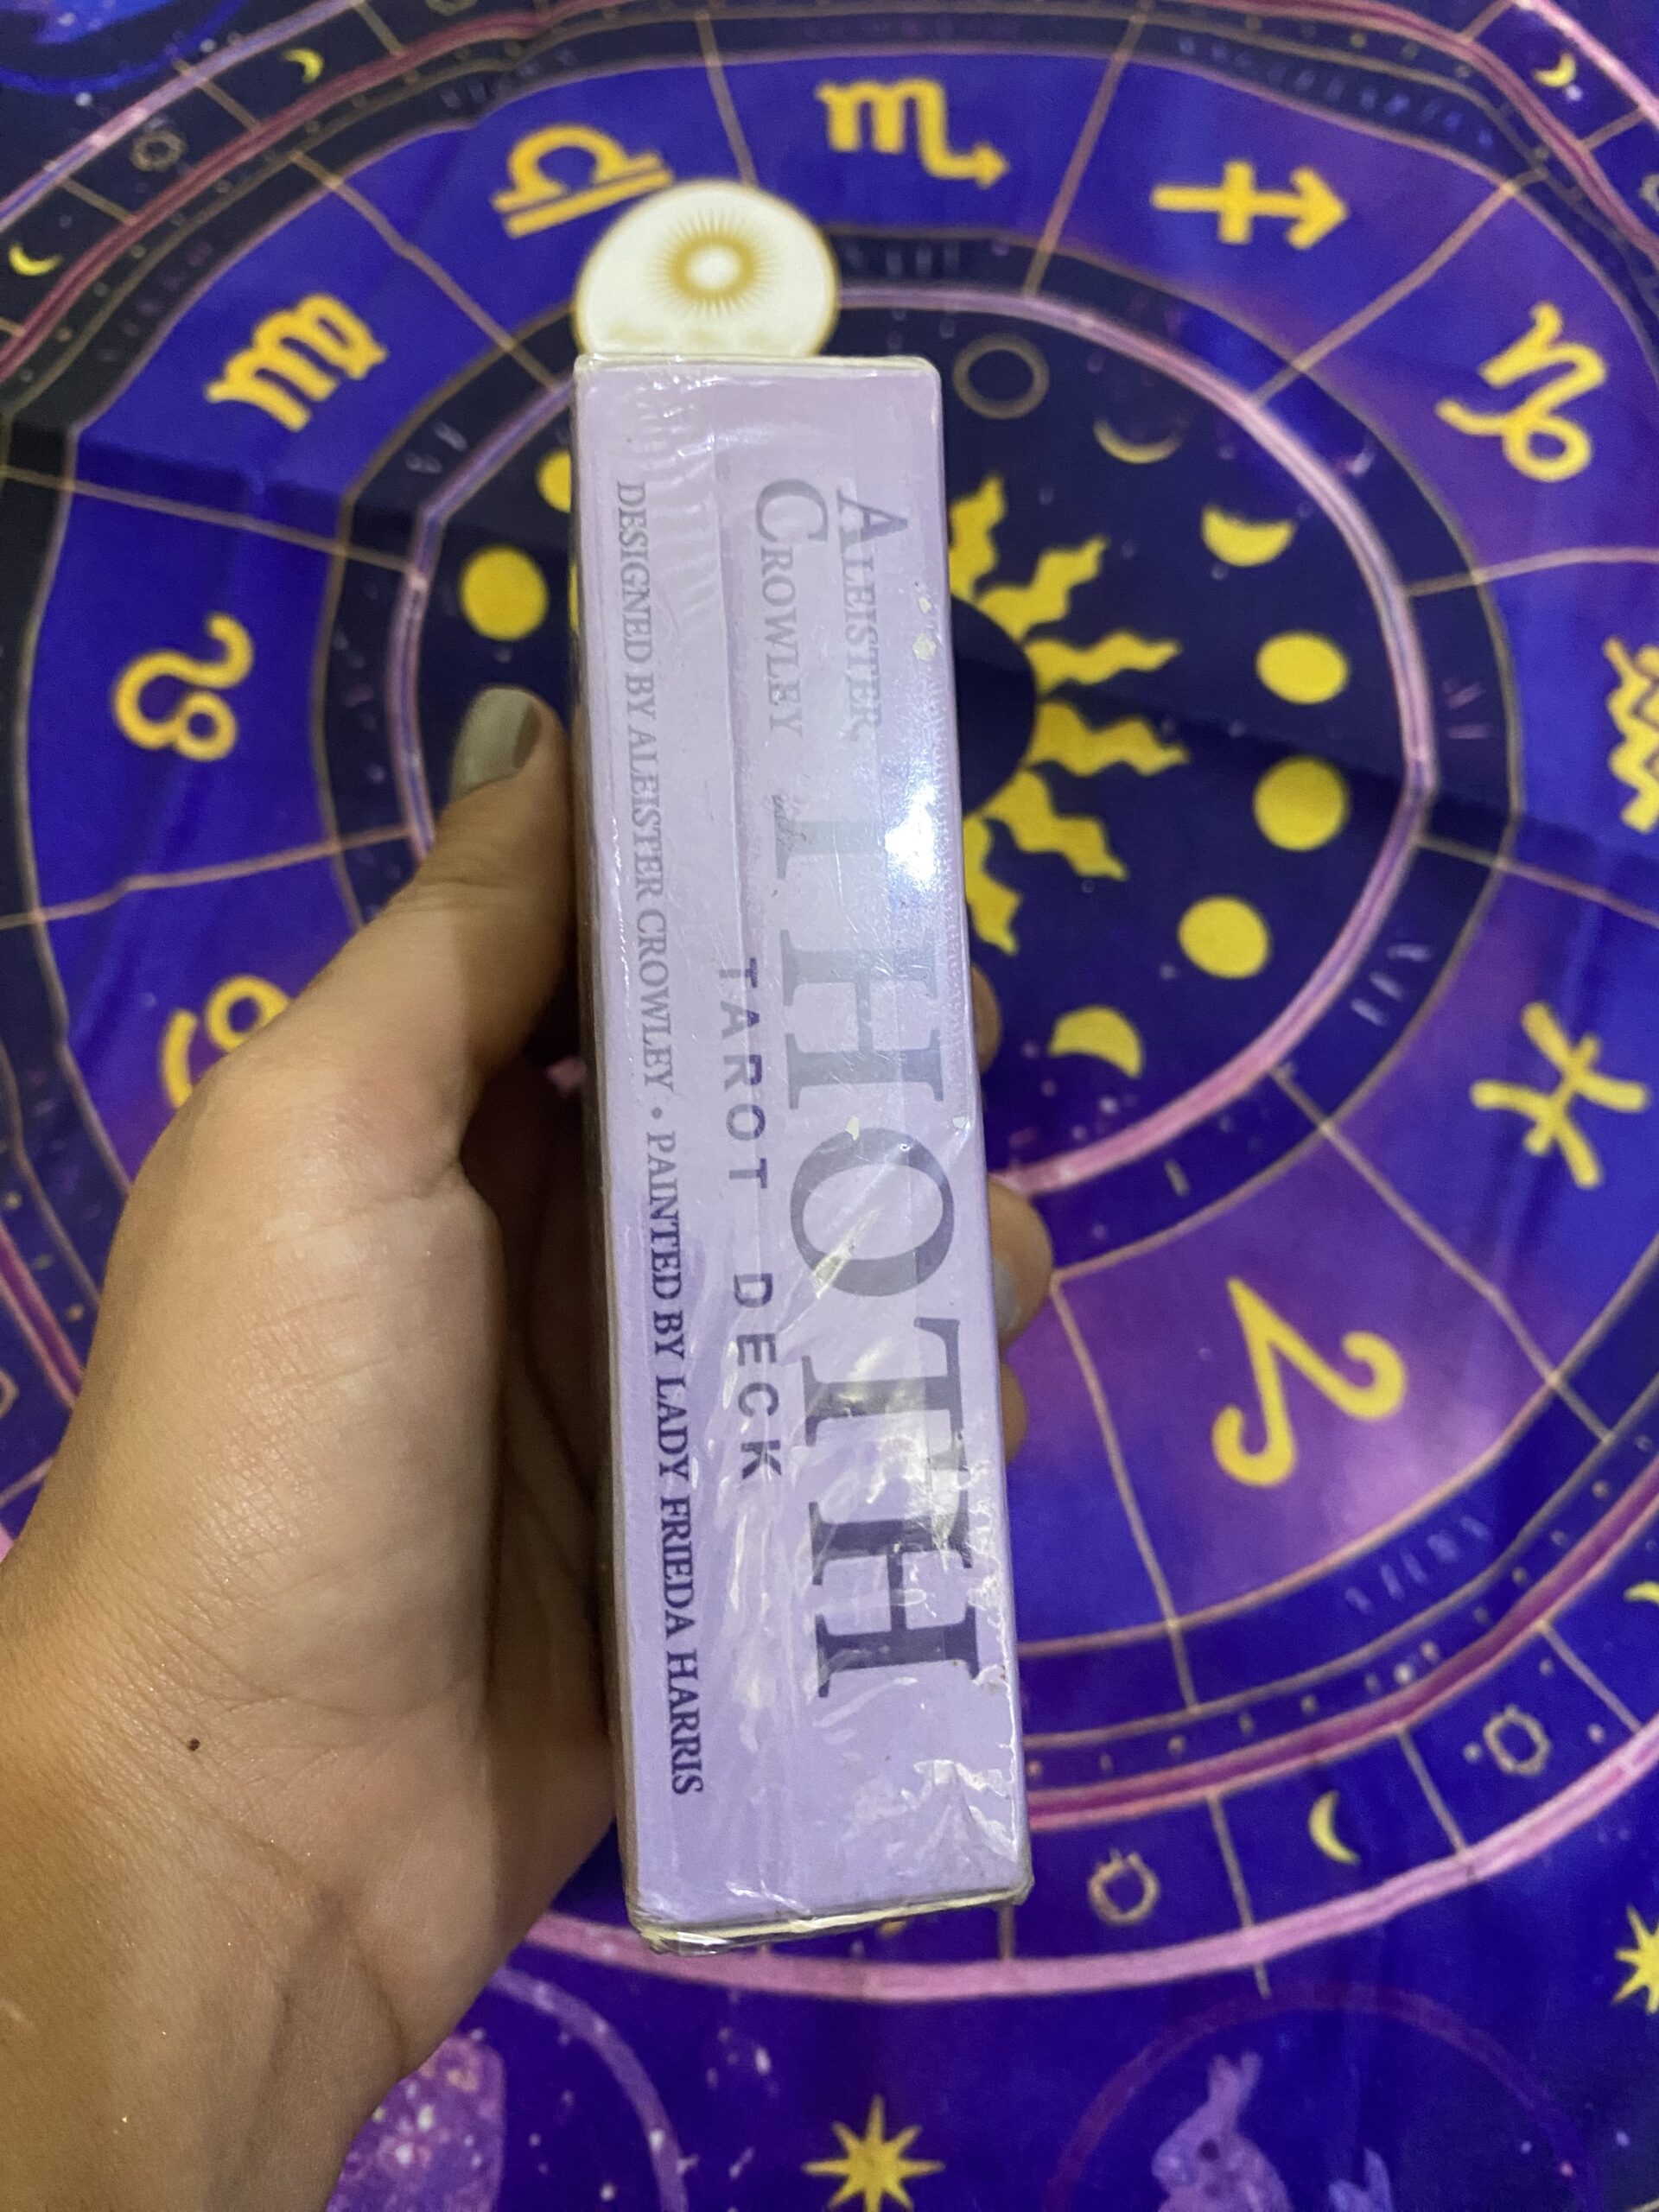 ALEISTER
CROWLEY
THOTH
TAROT DECK
DESIGNED BY ALEISTER CROWLEY • PAINTED BY LADY FRIEDA HARRIS